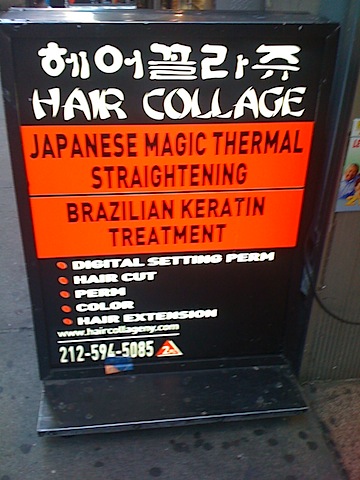 헤어꼴라쥬
HAIR COLLAGE
JAPANESE MAGIC THERMAL
STRAIGHTENING
BRAZILIAN KERATIN
TREATMENT
DIGITAL SETTING PERM
HAIR CUT
PERM
COLOR
HAIR EXTENSION
www.haircollageny.com
212-594-5085